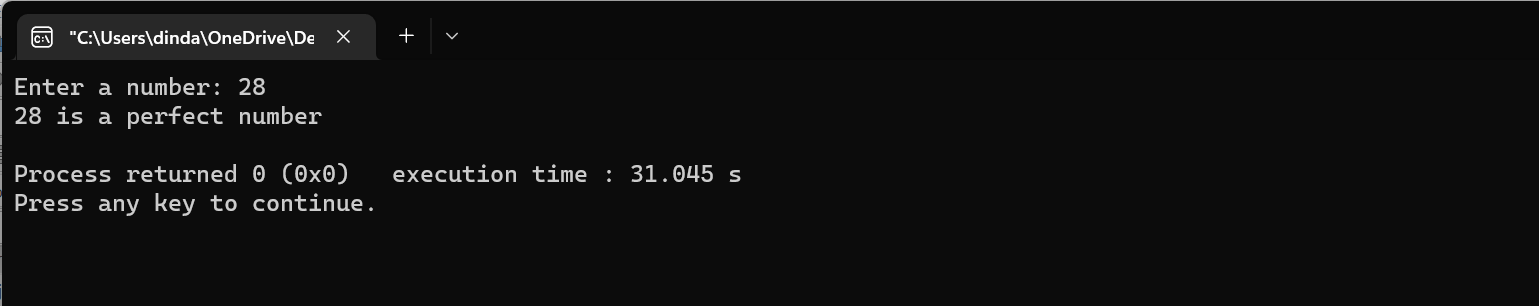 "C:\Users\dinda\OneDrive\De
Enter a number: 28
28 is a perfect number
Process returned 0 (0x0)   execution time : 31.045 s
Press any key to continue.